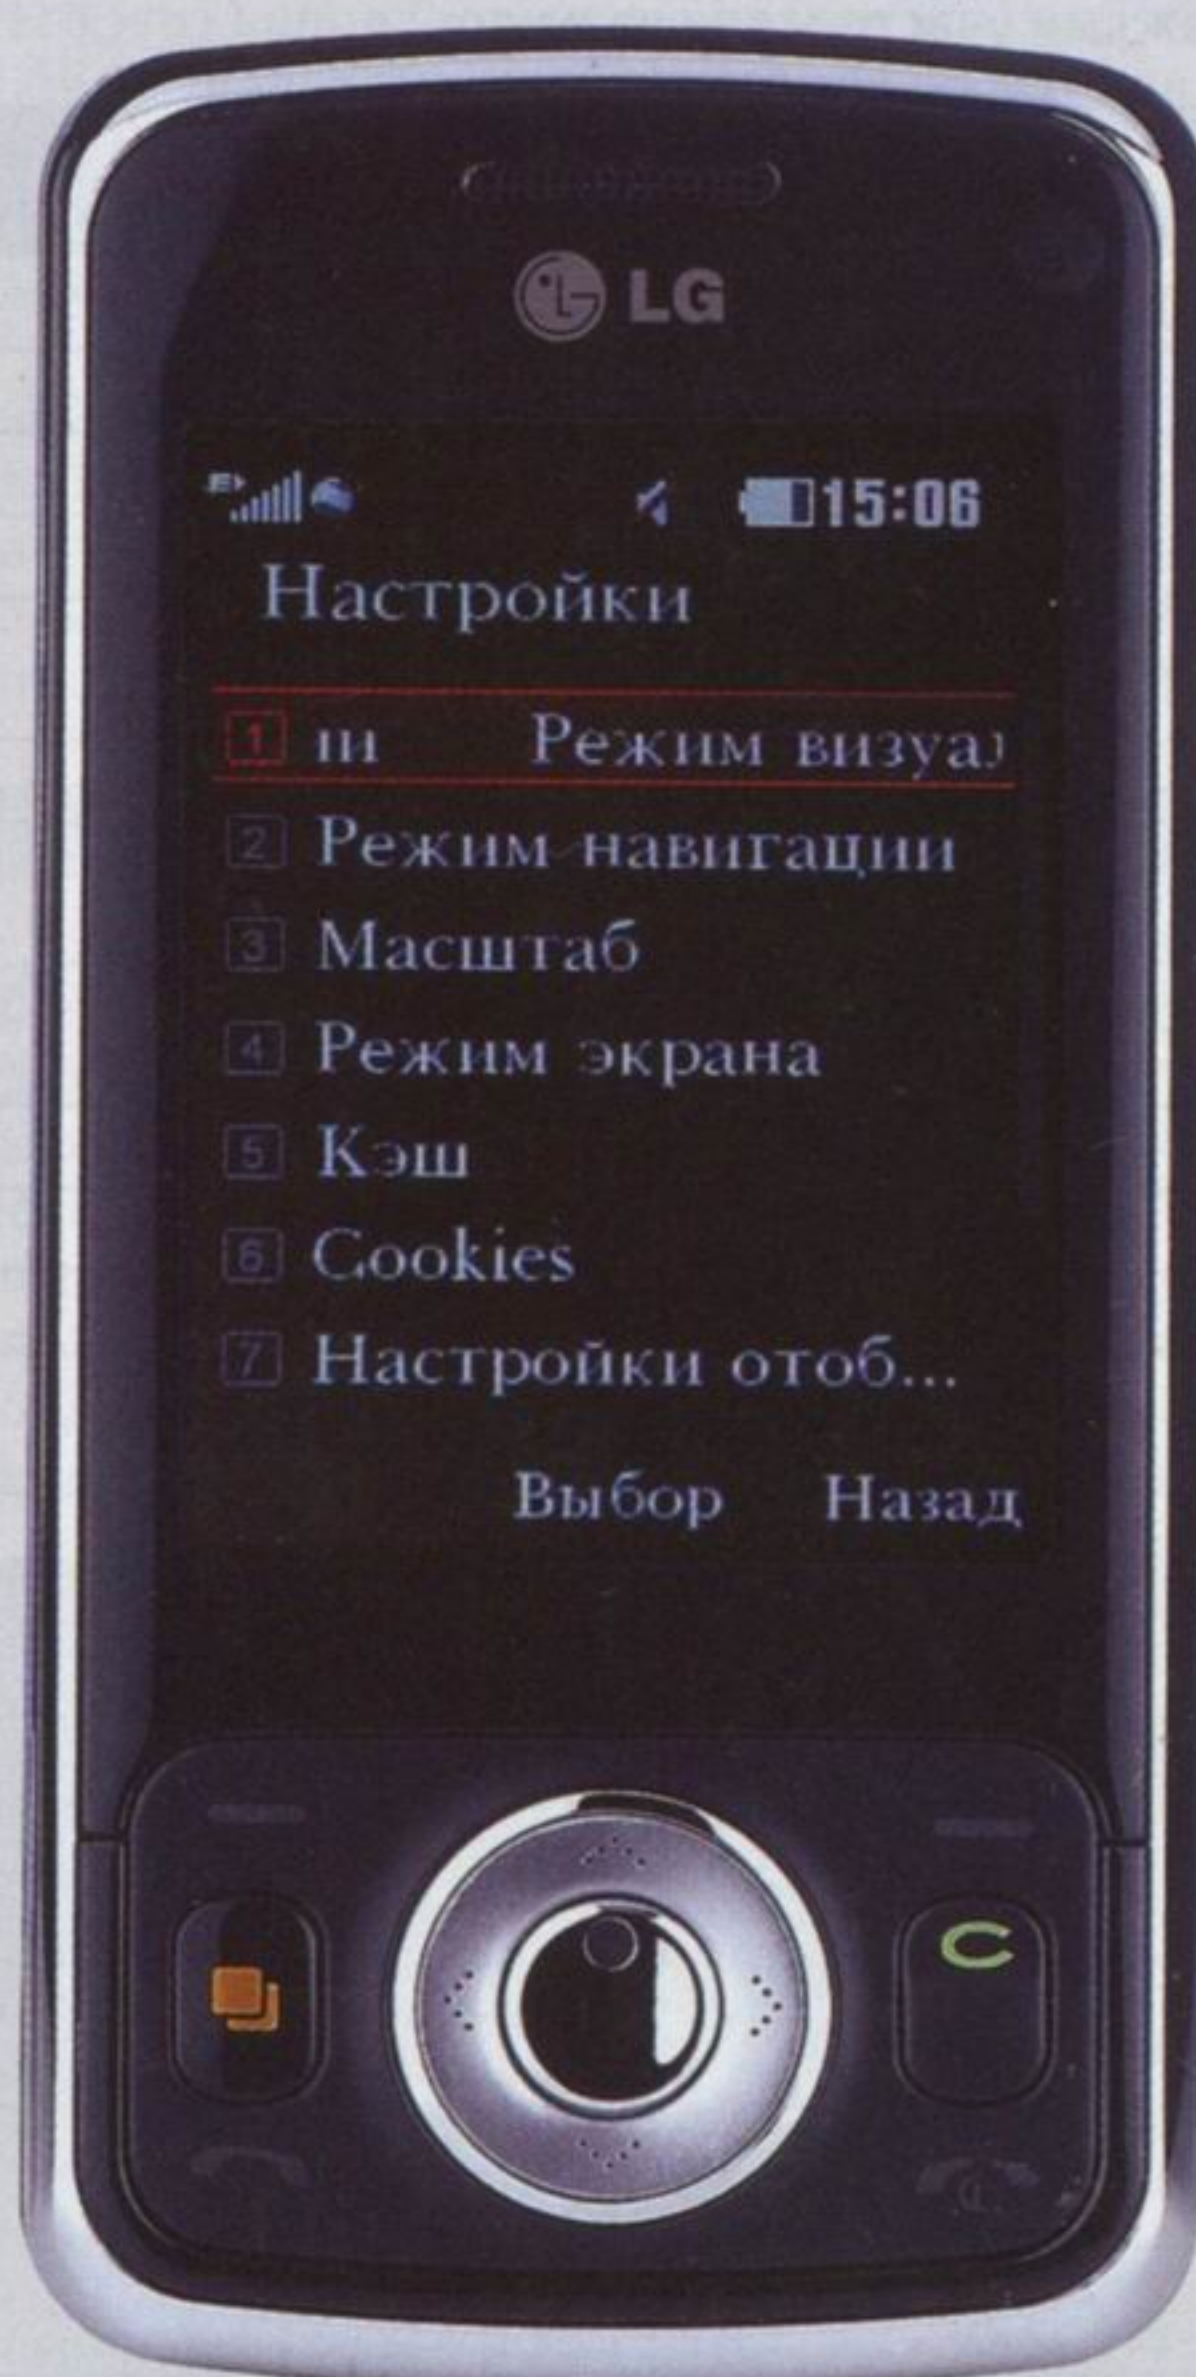 LG
15:06
Настройки
1 ии Режим визуал
2 Режим навигации
3 Масштаб
4 Режим экрана
5 Кэш
6 Cookies
7 Настройки отоб...
Выбор Назад
C